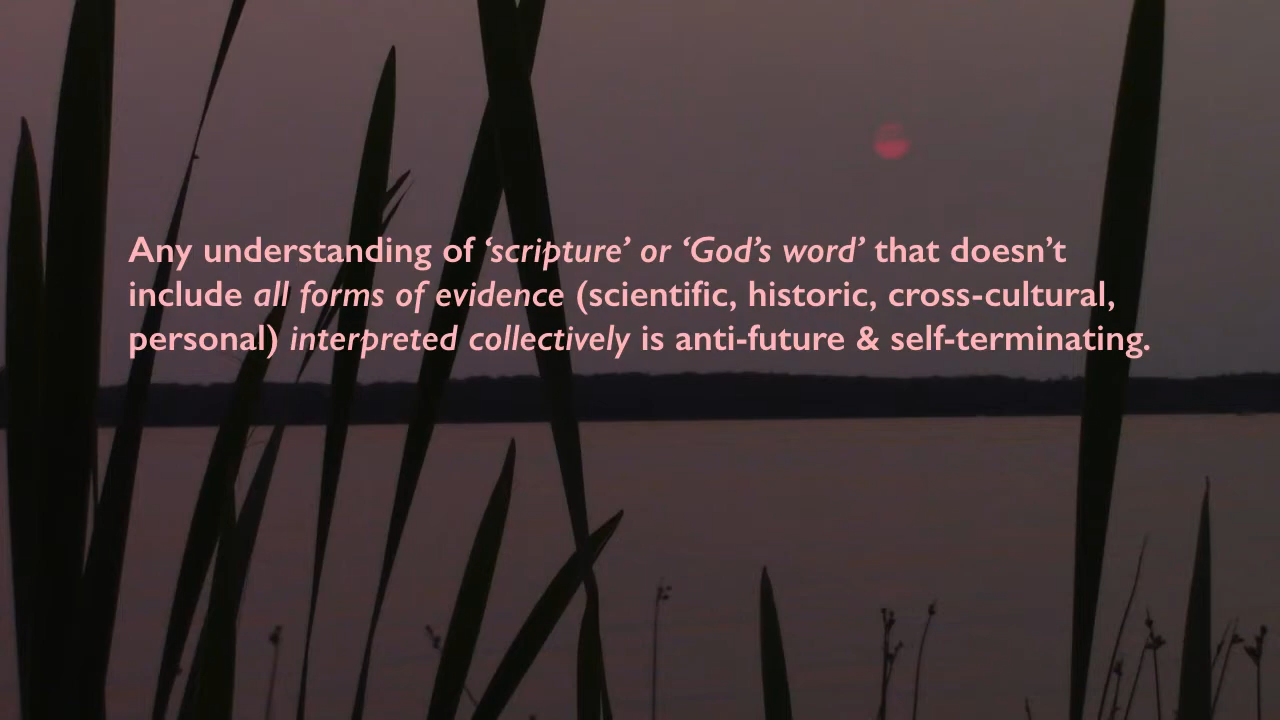 Any understanding of ‘scripture’ or ‘God’s word’ that doesn’t
include all forms of evidence (scientific, historic, cross-cultural,
personal) interpreted collectively is anti-future & self-terminating.